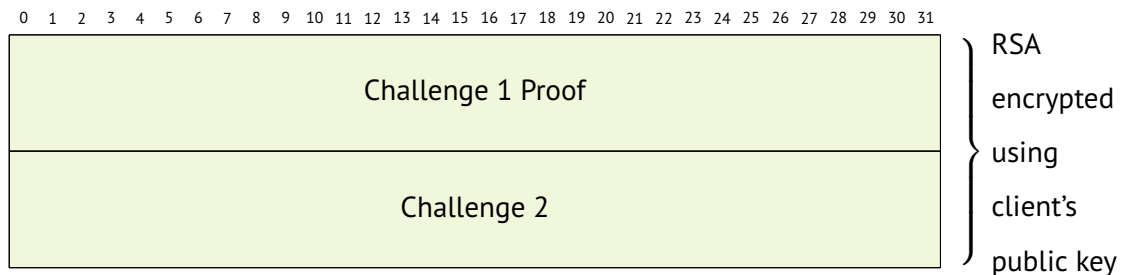 0 1 2 3 4 5 6 7 8 9 10 11 12 13 14 15 16 17 18 19 20 21 22 23 24 25 26 27 28 29 30 31
Challenge 1 Proof
Challenge 2
RSA
encrypted
using
client’s
public key